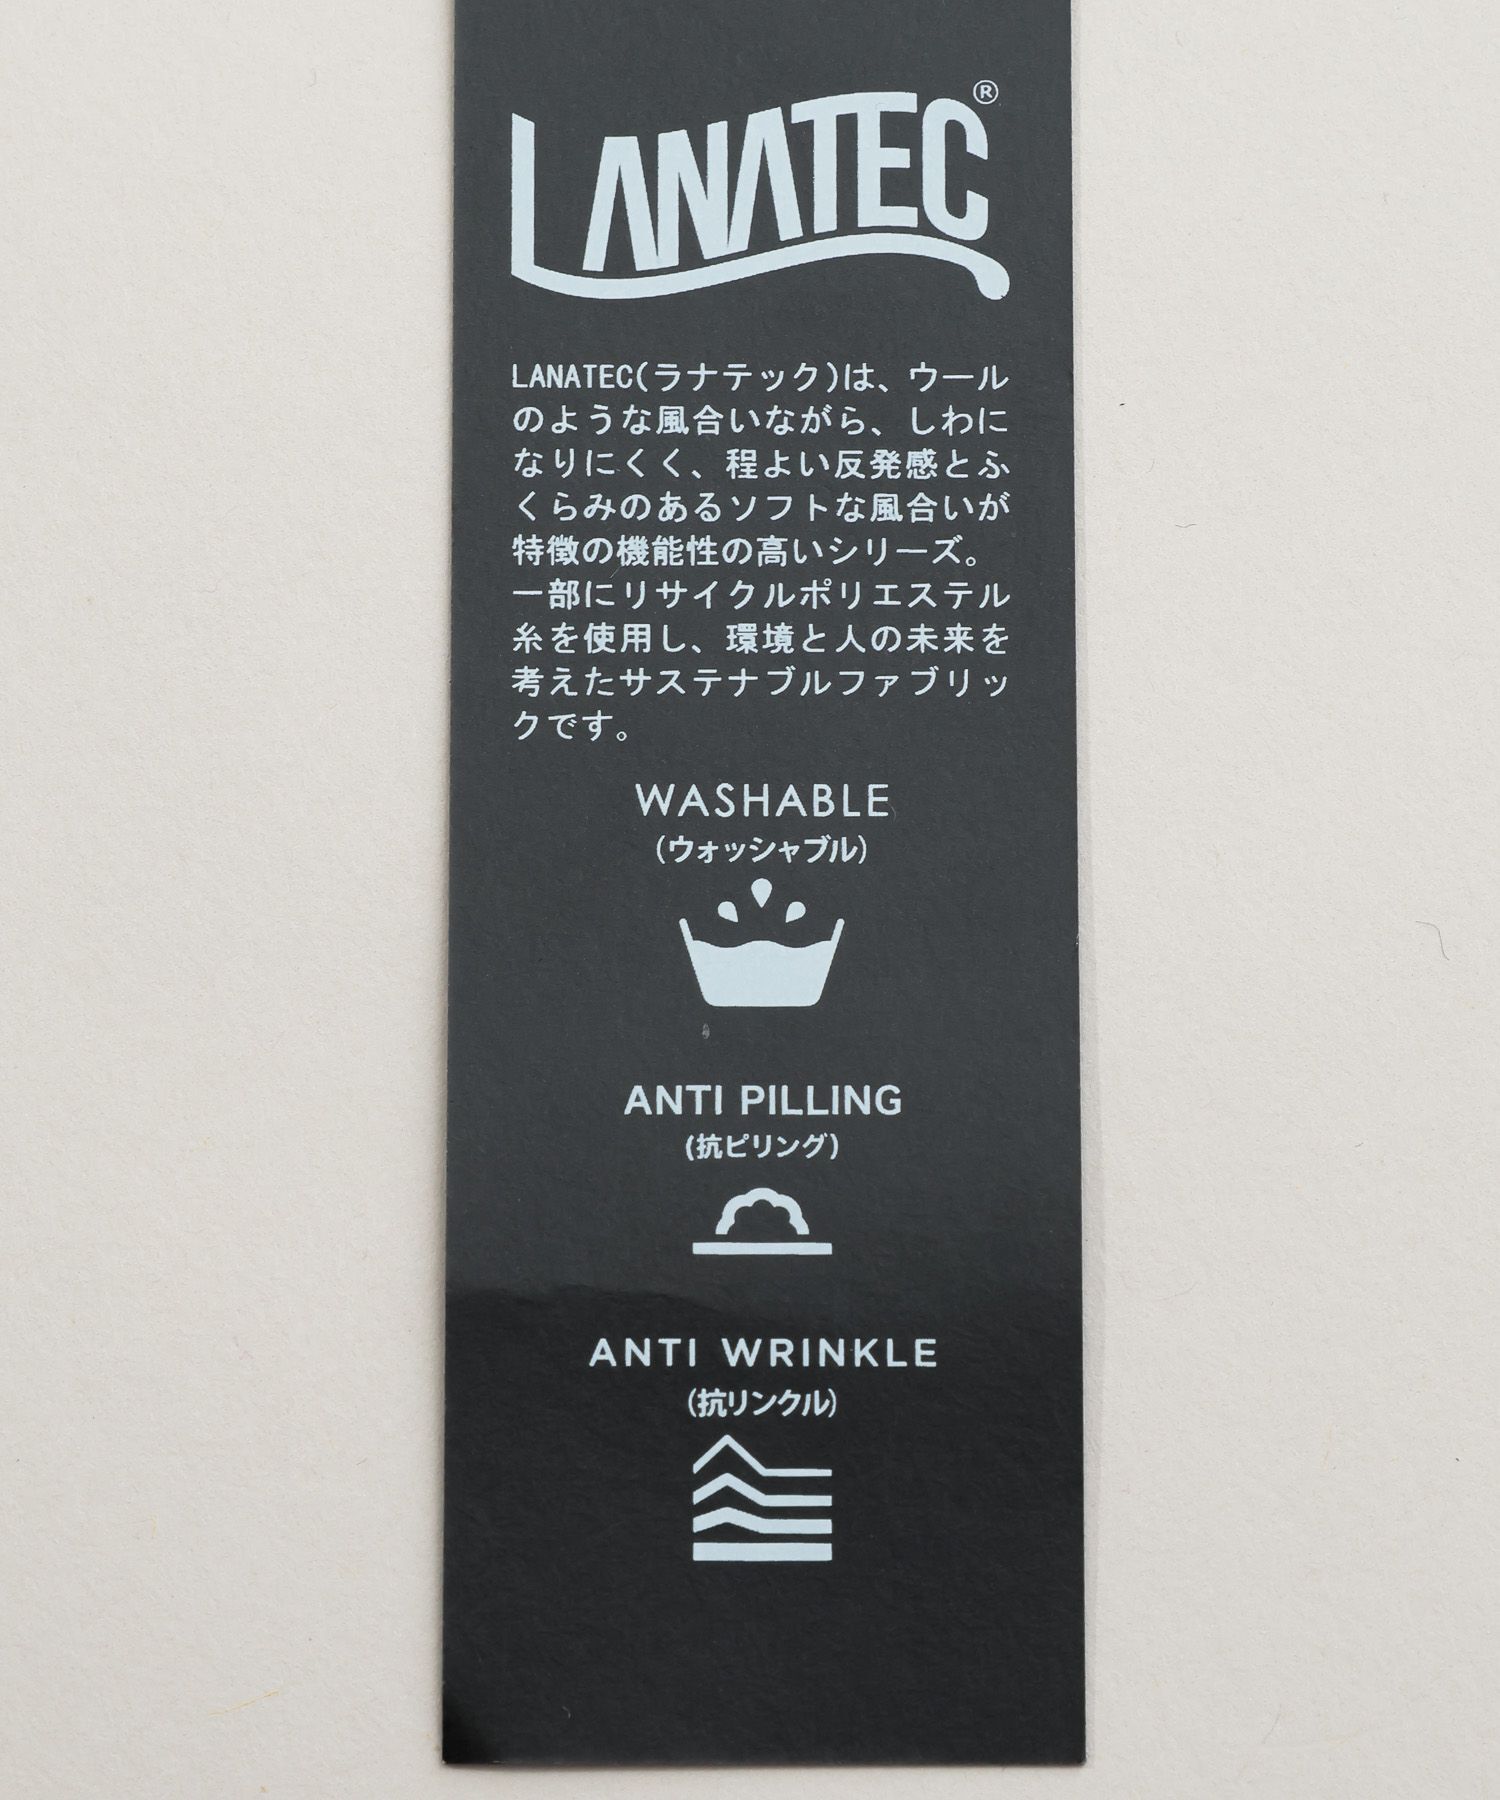 LANATEC®
LANATEC(ラナテック)は、ウール
のような風合いながら、しわに
なりにくく、程よい反発感とふ
くらみのあるソフトな風合いが
特徴の機能性の高いシリーズ。
一部にリサイクルポリエステル
糸を使用し、環境と人の未来を
考えたサステナブルファブリッ
クです。
WASHABLE
(ウォッシャブル)
ANTI PILLING
(抗ピリング)
ANTI WRINKLE
(抗リンクル)